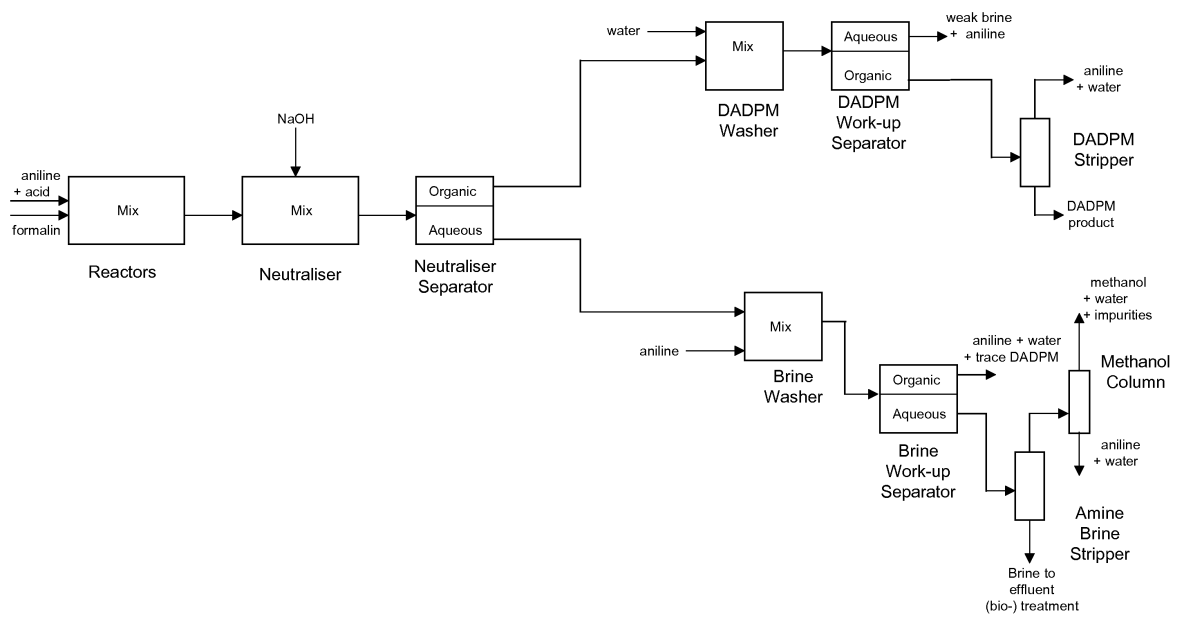 water
Mix
DADPM
Washer
Aqueous
Organic
DADPM
Work-up
Separator
weak brine
+ aniline
aniline
+ water
DADPM
Stripper
DADPM
product
NaOH
aniline
+ acid
formalin
Mix
Reactors
Mix
Neutraliser
Organic
Aqueous
Neutraliser
Separator
aniline
Mix
Brine
Washer
aniline + water
+ trace DADPM
Organic
Aqueous
Brine
Work-up
Separator
methanol
+ water
+ impurities
Methanol
Column
aniline
+ water
Amine
Brine
Stripper
Brine to
effluent
(bio-) treatment